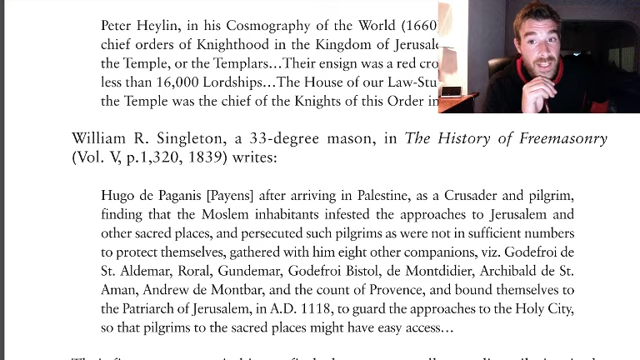 Peter Heylin, in his Cosmography of the World (1660)
chief orders of Knighthood in the Kingdom of
the Temple, or the Templars…Their ensign was a red
less than 16,000 Lordships…The House of our
the Temple was the chief of the Knights of this Order in
William R. Singleton, a 33-degree mason, in The History of Freemasonry
(Vol. V, p.1,320, 1839) writes:
Hugo de Paganis [Payens] after arriving in Palestine, as a Crusader and pilgrim,
finding that the Moslem inhabitants infested the approaches to Jerusalem and
other sacred places, and persecuted such pilgrims as were not in sufficient numbers
to protect themselves, gathered with him eight other companions, viz. Godefroi de
St. Aldemar, Roral, Gundemar, Godefroi Bistol, de Montdidier, Archibald de St.
Aman, Andrew de Montbar, and the count of Provence, and bound themselves to
the Patriarch of Jerusalem, in A.D. 1118, to guard the approaches to the Holy City,
so that pilgrims to the sacred places might have easy access…